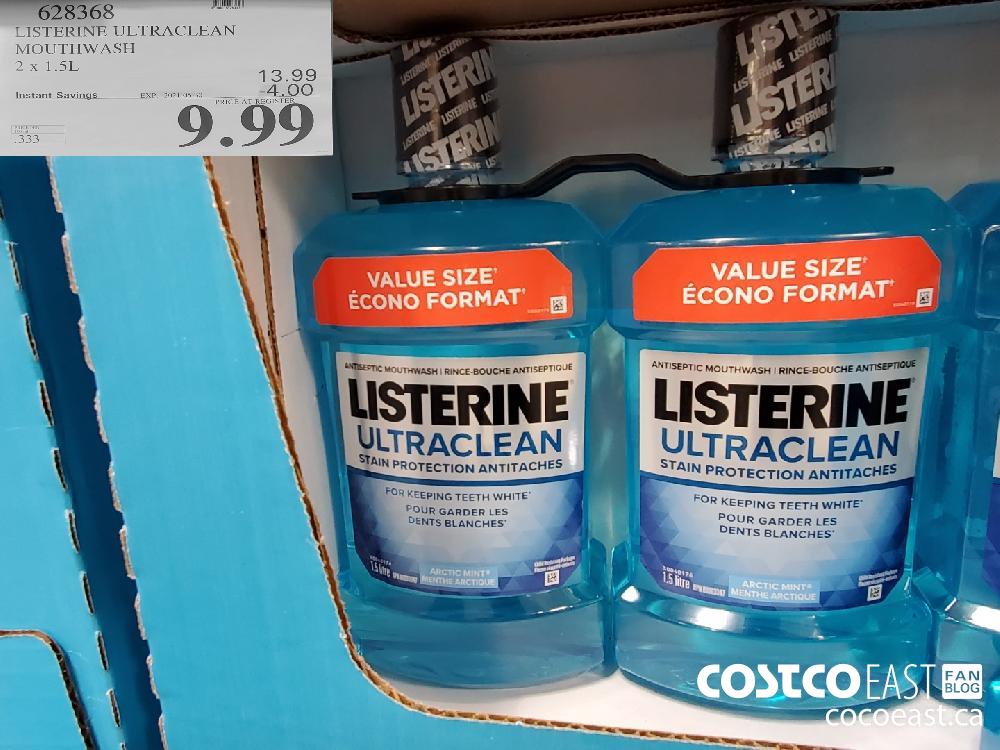 628368
LISTERINE ULTRACLEAN
MOUTHWASH
2 x 1.5L
13.99
Instant Savings EXP. -4.00
PRICE AT REGISTER
9.99
.333
LISTERINE
LISTERINE
VALUE SIZE†
ÉCONO FORMAT†
ANTISEPTIC MOUTHWASH | RINCE-BOUCHE ANTISEPTIQUE
LISTERINE®
ULTRACLEAN
STAIN PROTECTION ANTITACHES
FOR KEEPING TEETH WHITE*
POUR GARDER LES
DENTS BLANCHES*
1.5 litre
ARCTIC MINT®
MENTHE ARCTIQUE
VALUE SIZE†
ÉCONO FORMAT†
ANTISEPTIC MOUTHWASH | RINCE-BOUCHE ANTISEPTIQUE
LISTERINE®
ULTRACLEAN
STAIN PROTECTION ANTITACHES
FOR KEEPING TEETH WHITE*
POUR GARDER LES
DENTS BLANCHES*
1.5 litre
ARCTIC MINT®
MENTHE ARCTIQUE
COSTCO EAST FAN BLOG
cocoeast.ca